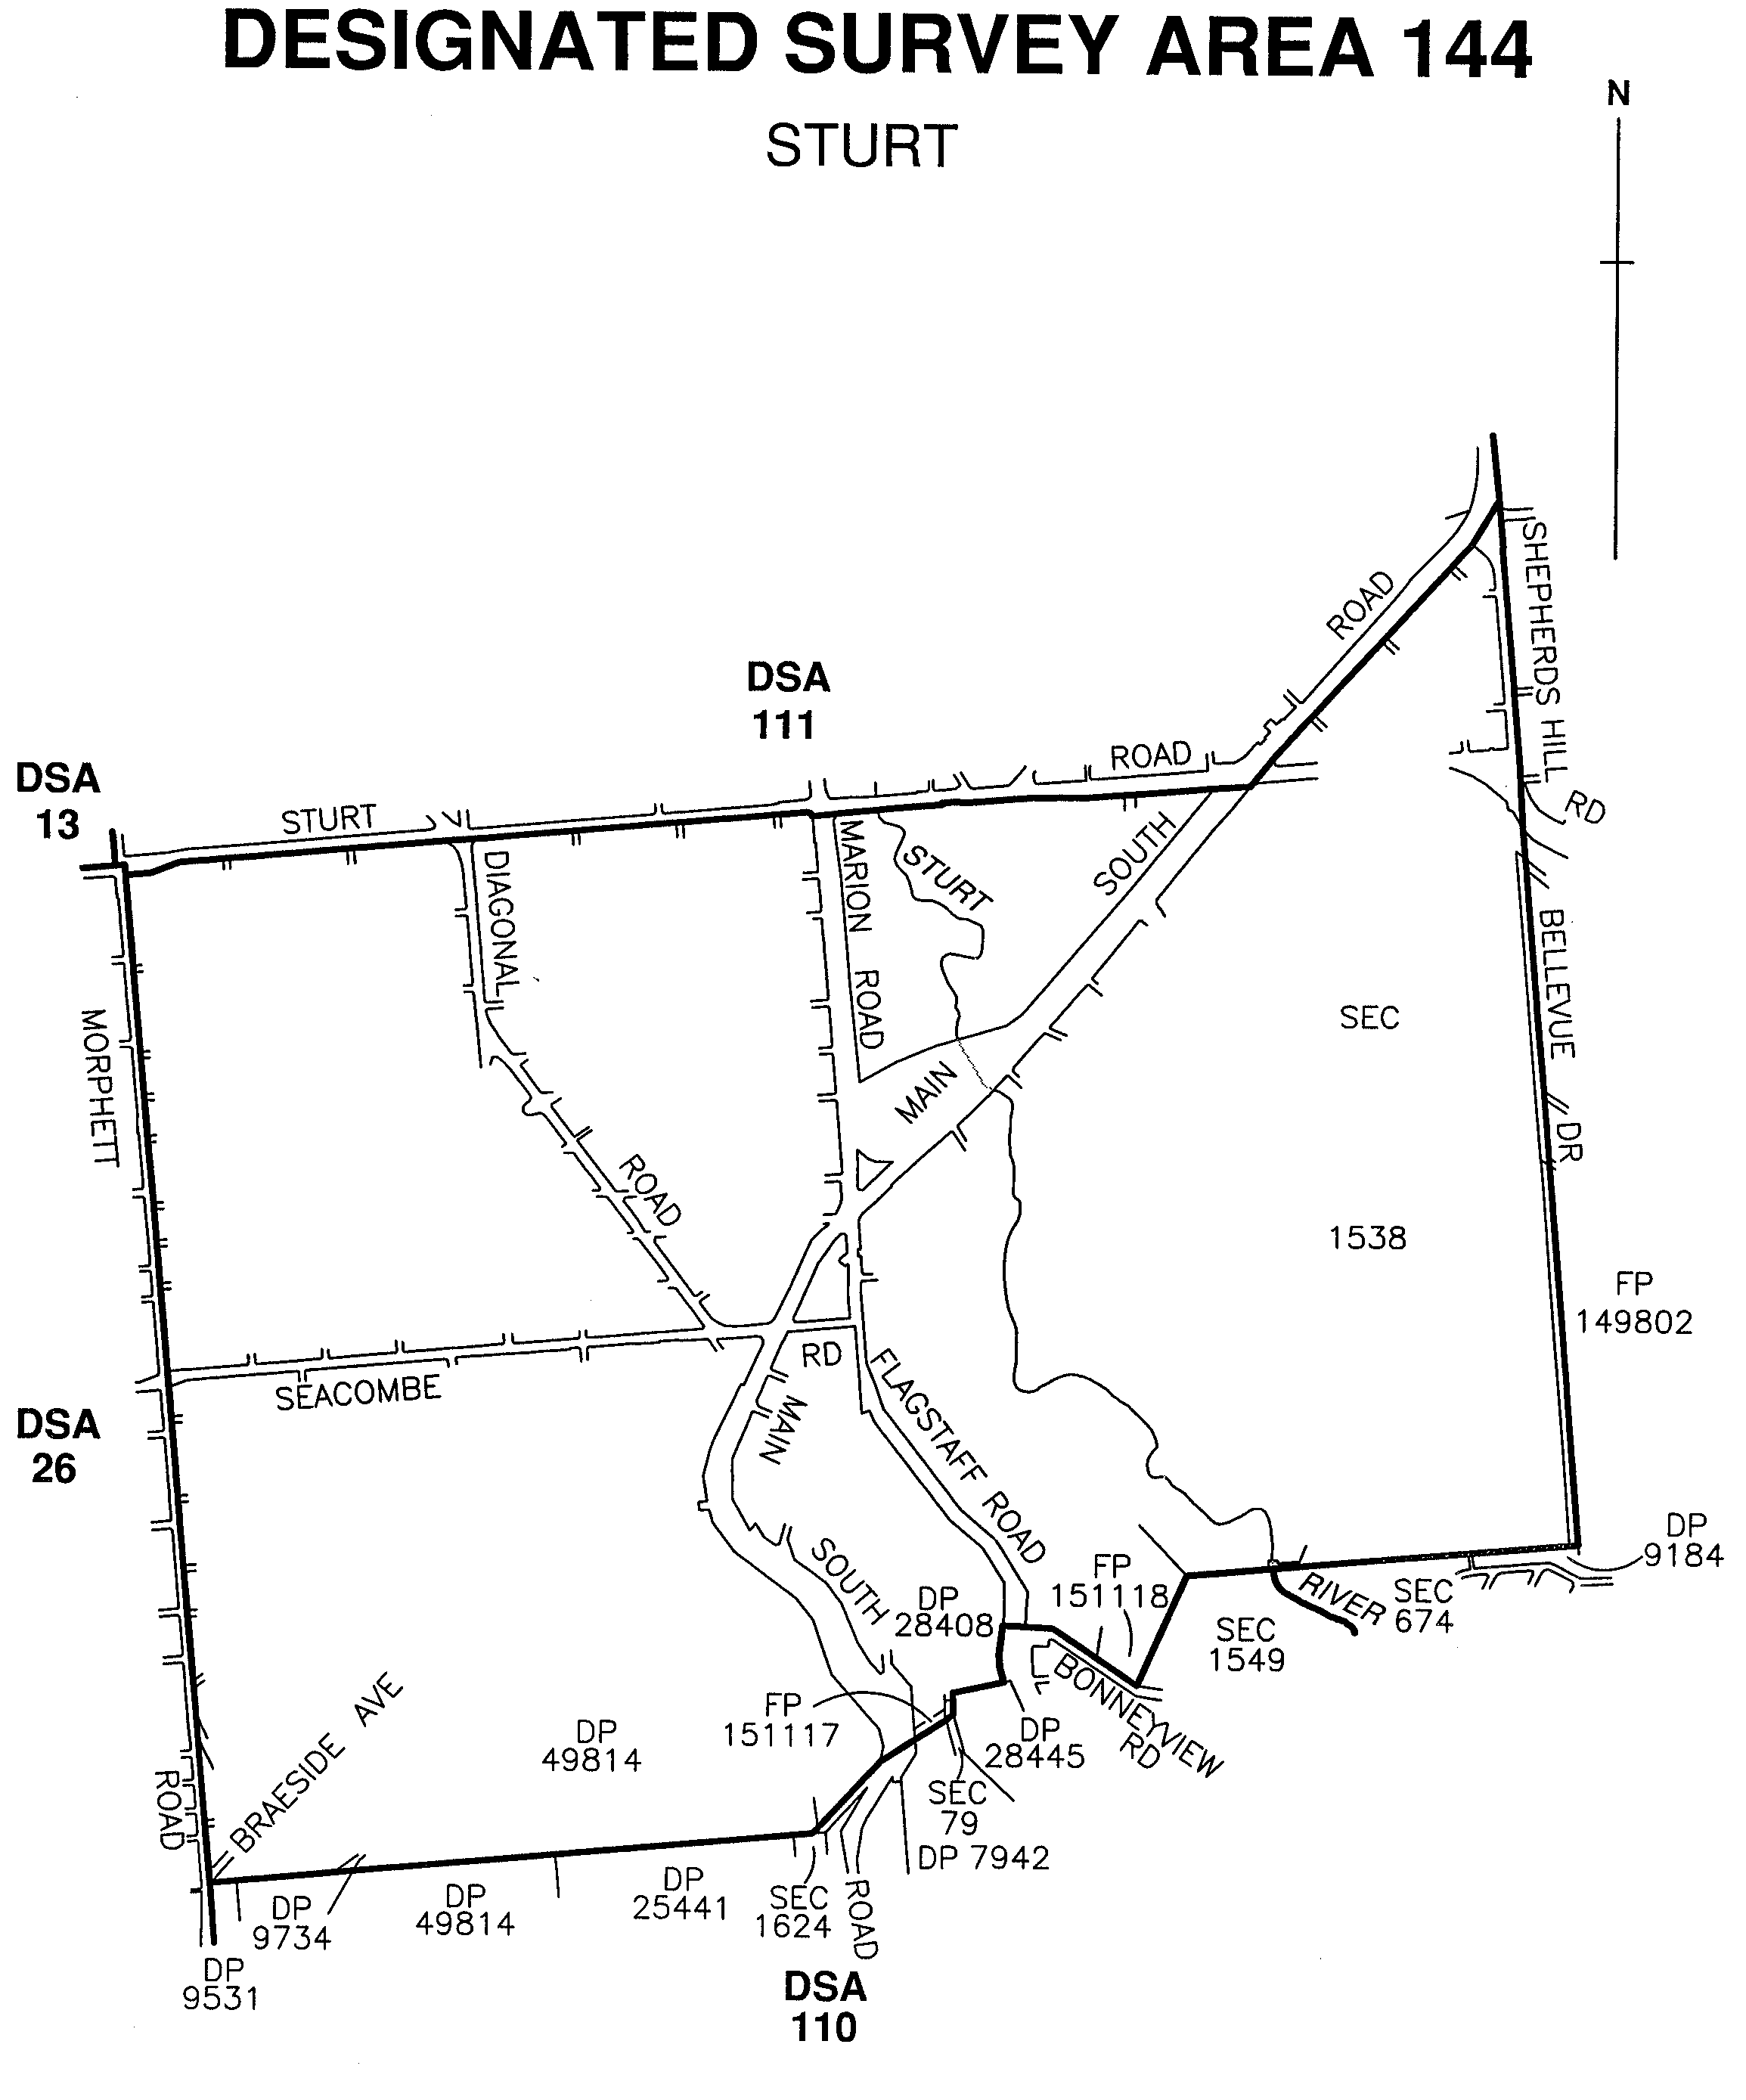 DESIGNATED SURVEY AREA 144
STURT
N
DSA
111
DSA
13
STURT
ROAD
ROAD
SHEPHERDS HILL
RD
DIAGONAL
ROAD
MARION ROAD
STURT
SOUTH
MAIN
BELLEVUE DR
MORPHETT
SEC
1538
FP
149802
SEACOMBE
RD
DSA
26
MAIN
SOUTH
FLAGSTAFF ROAD
DP
9184
FP
151118
DP
28408
RIVER
SEC
674
SEC
1549
BONNEYVIEW
RD
FP
151117
DP
28445
DP
49814
BRAESIDE AVE
ROAD
SEC
79
DP 7942
DP
9734
DP
49814
DP
25441
SEC
1624
ROAD
DP
9531
DSA
110